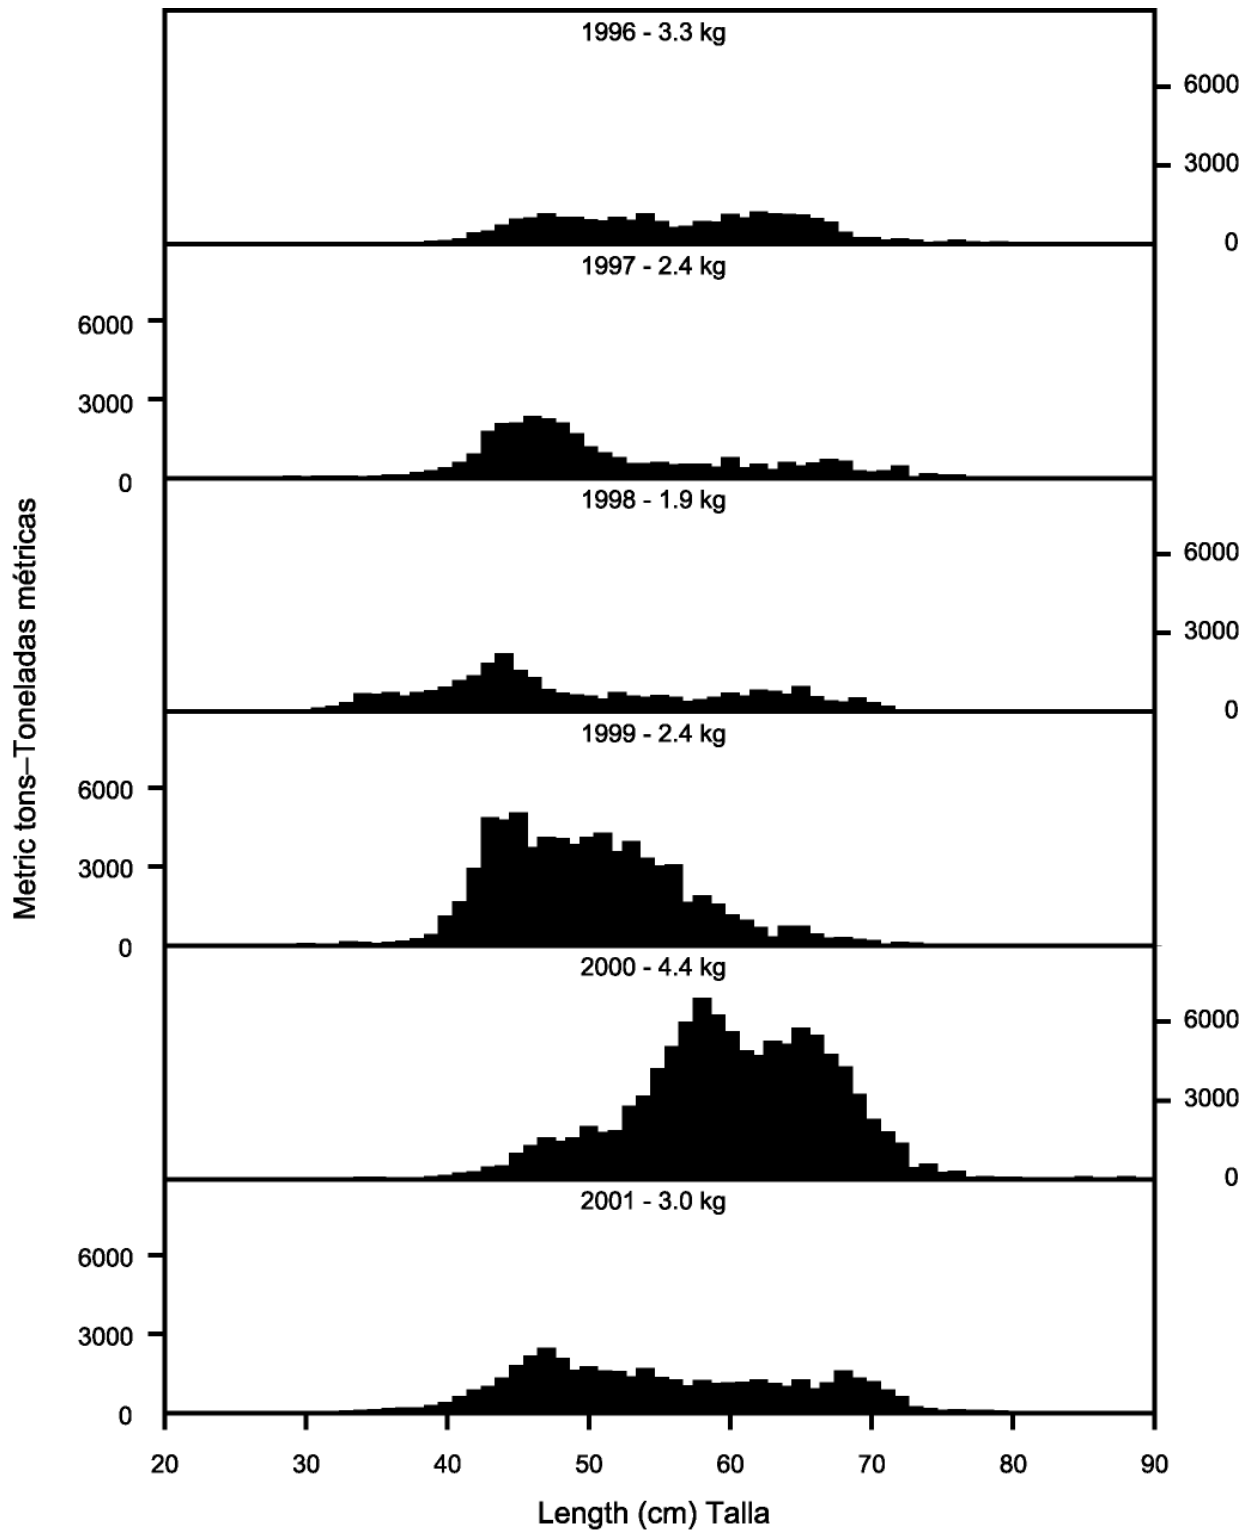 1996 - 3.3 kg
6000
3000
0
1997 - 2.4 kg
6000
3000
0
1998 - 1.9 kg
6000
3000
0
1999 - 2.4 kg
6000
3000
0
2000 - 4.4 kg
6000
3000
0
2001 - 3.0 kg
6000
3000
0
Metric tons–Toneladas métricas
20 30 40 50 60 70 80 90
Length (cm) Talla